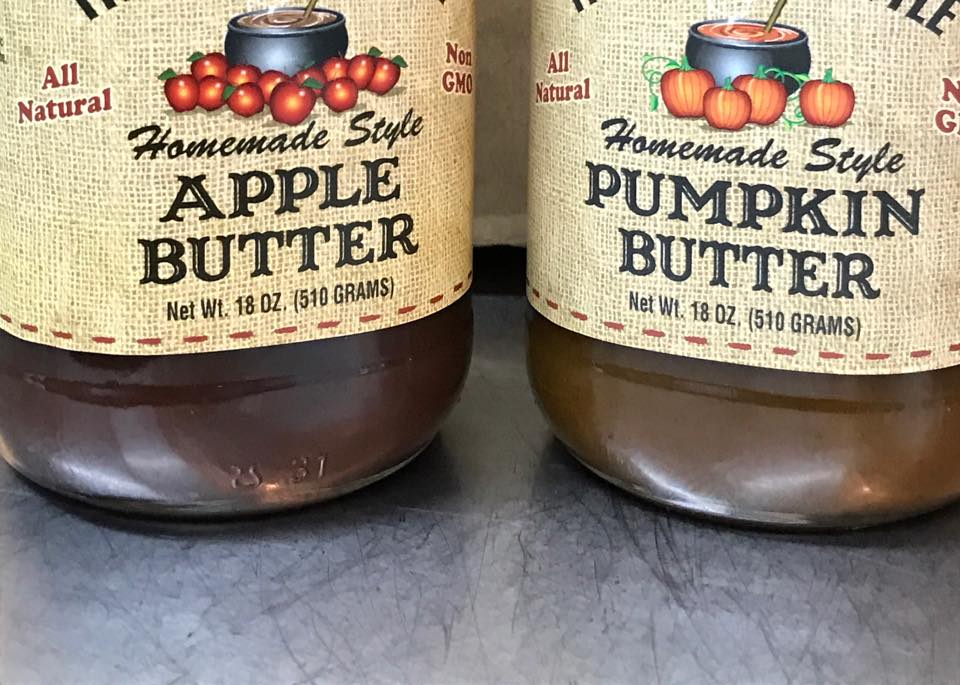 All
Natural
Non
GMO
Homemade Style
APPLE
BUTTER
Net Wt. 18 OZ. (510 GRAMS)
37
All
Natural
Homemade Style
PUMPKIN
BUTTER
Net Wt. 18 OZ. (510 GRAMS)